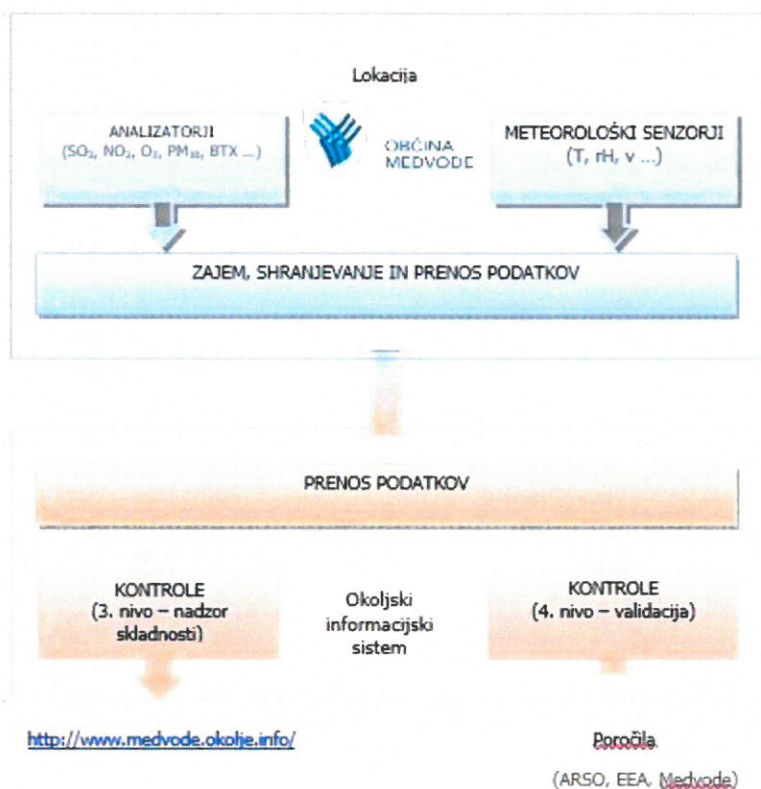 Lokacija
ANALIZATORJI
(SO₂, NO₂, O₃, PM₁₀, BTX ...)
OBČINA
MEDVODE
METEOROLOŠKI SENZORJI
(T, rH, v ...)
ZAJEM, SHRANJEVANJE IN PRENOS PODATKOV
PRENOS PODATKOV
KONTROLE
(3. nivo – nadzor
skladnosti)
Okoljski
informacijski
sistem
KONTROLE
(4. nivo – validacija)
http://www.medvode.okolje.info/
Poročila
(ARSO, EEA, Medvode)